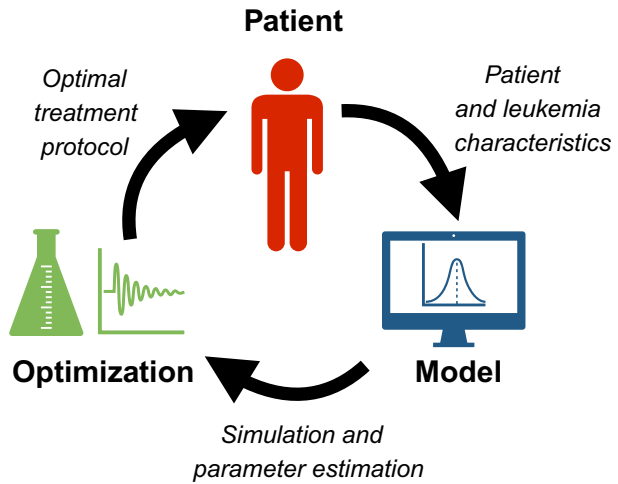 Patient
Optimal
treatment
protocol
Patient
and leukemia
characteristics
Optimization
Model
Simulation and
parameter estimation